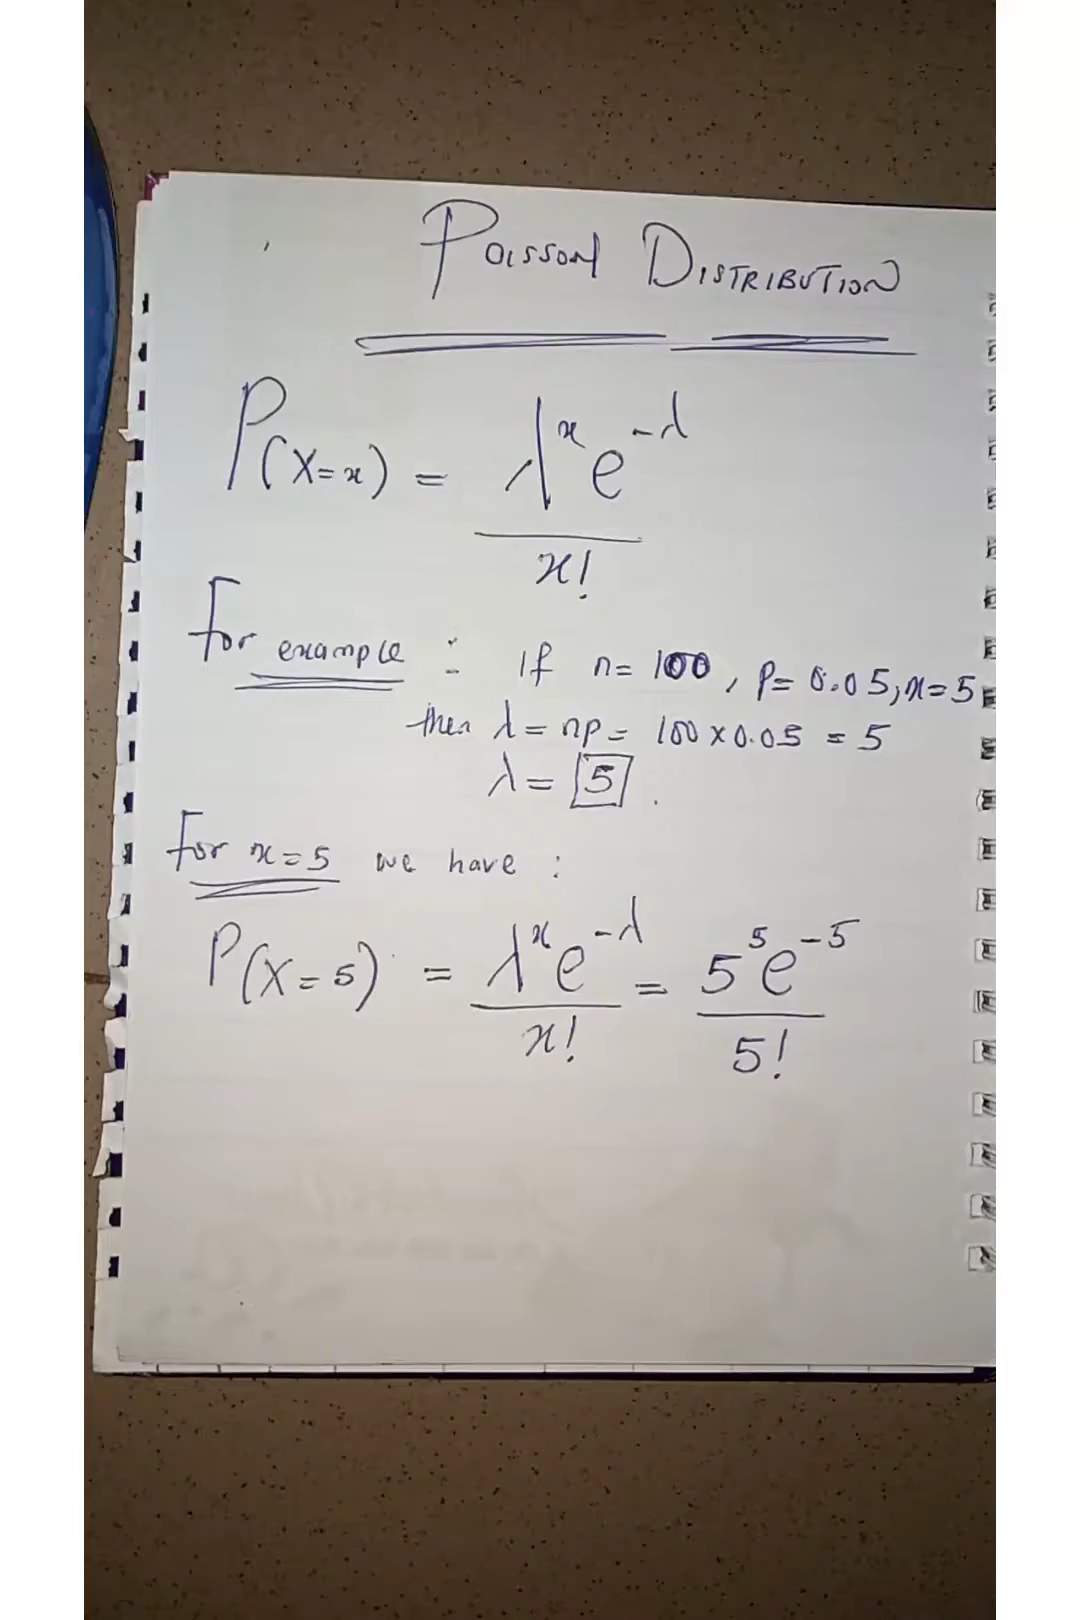 Poisson DISTRIBUTION
P(X=x) = λ^x e^-λ / x!
For example : If n= 100, p= 0.05, x=5
then λ = np = 100 x 0.05 = 5
λ = 5.
For x=5 we have :
P(X=5) = λ^x e^-λ / x! = 5^5 e^-5 / 5!